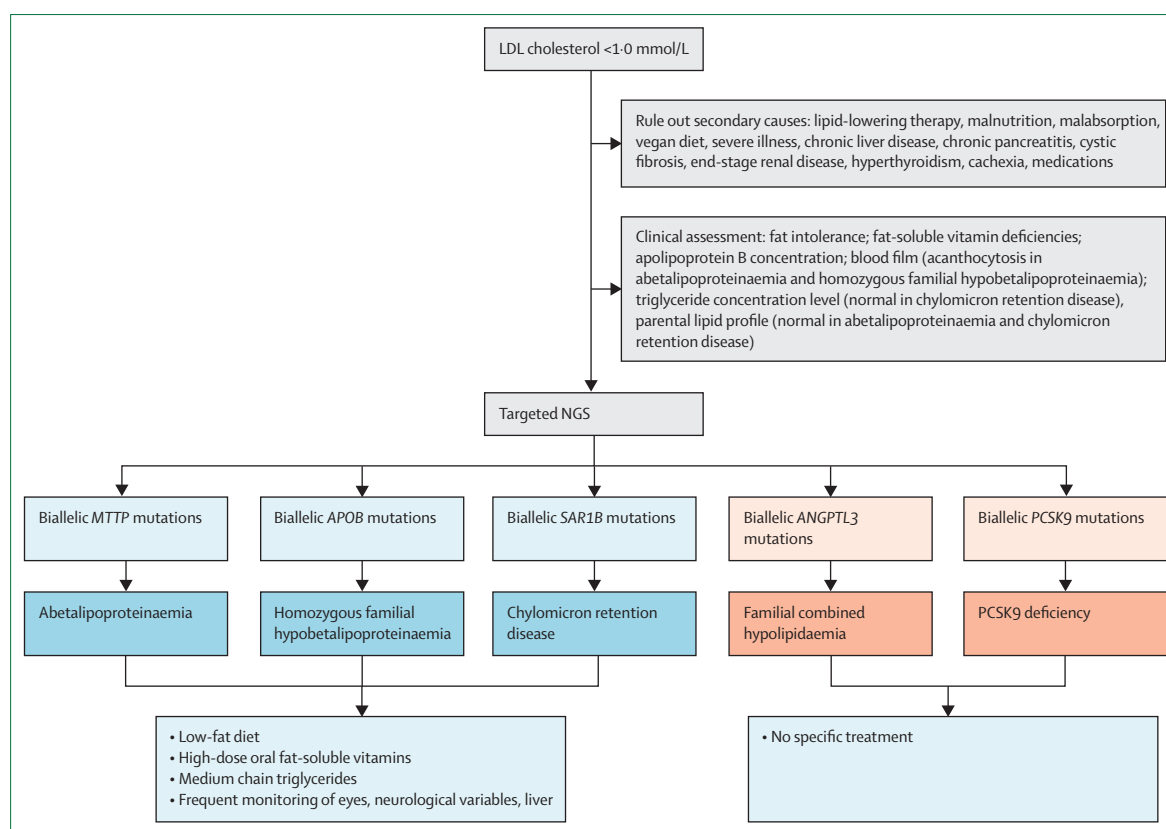 LDL cholesterol <1·0 mmol/L
Rule out secondary causes: lipid-lowering therapy, malnutrition, malabsorption,
vegan diet, severe illness, chronic liver disease, chronic pancreatitis, cystic
fibrosis, end-stage renal disease, hyperthyroidism, cachexia, medications
Clinical assessment: fat intolerance; fat-soluble vitamin deficiencies;
apolipoprotein B concentration; blood film (acanthocytosis in
abetalipoproteinaemia and homozygous familial hypobetalipoproteinaemia);
triglyceride concentration level (normal in chylomicron retention disease),
parental lipid profile (normal in abetalipoproteinaemia and chylomicron
retention disease)
Targeted NGS
Biallelic MTTP mutations
Biallelic APOB mutations
Biallelic SAR1B mutations
Biallelic ANGPTL3
mutations
Biallelic PCSK9 mutations
Abetalipoproteinaemia
Homozygous familial
hypobetalipoproteinaemia
Chylomicron retention
disease
Familial combined
hypolipidaemia
PCSK9 deficiency
• Low-fat diet
• High-dose oral fat-soluble vitamins
• Medium chain triglycerides
• Frequent monitoring of eyes, neurological variables, liver
• No specific treatment